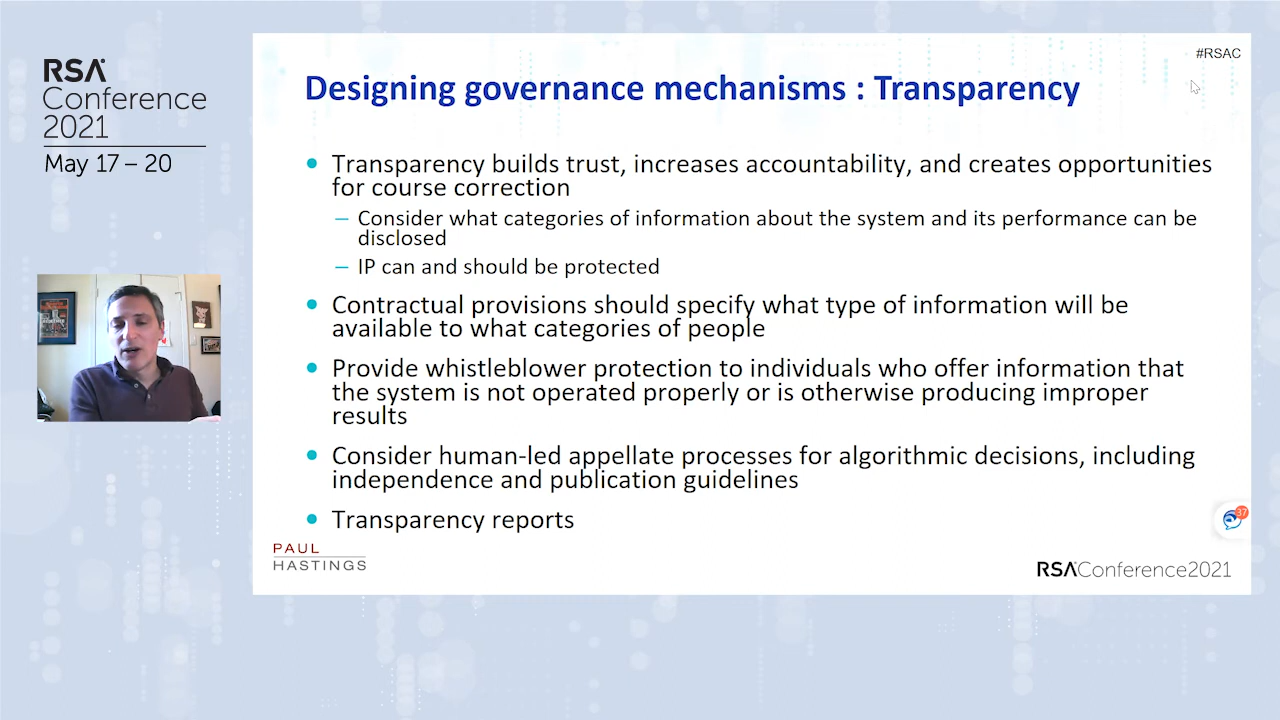 RSA
Conference
2021
May 17 – 20
#RSAC
Designing governance mechanisms : Transparency
• Transparency builds trust, increases accountability, and creates opportunities
for course correction
– Consider what categories of information about the system and its performance can be
disclosed
– IP can and should be protected
• Contractual provisions should specify what type of information will be
available to what categories of people
• Provide whistleblower protection to individuals who offer information that
the system is not operated properly or is otherwise producing improper
results
• Consider human-led appellate processes for algorithmic decisions, including
independence and publication guidelines
• Transparency reports
37
PAUL
HASTINGS
RSAConference2021